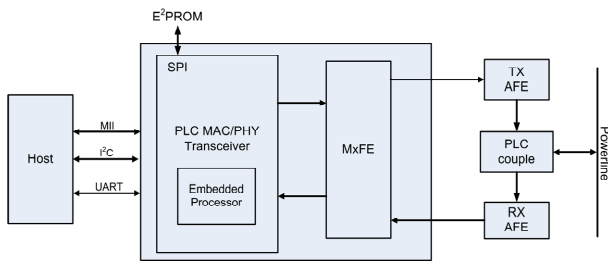 E²PROM
SPI
Host
MII
I²C
UART
PLC MAC/PHY
Transceiver
Embedded
Processor
MxFE
TX
AFE
PLC
couple
RX
AFE
Powerline